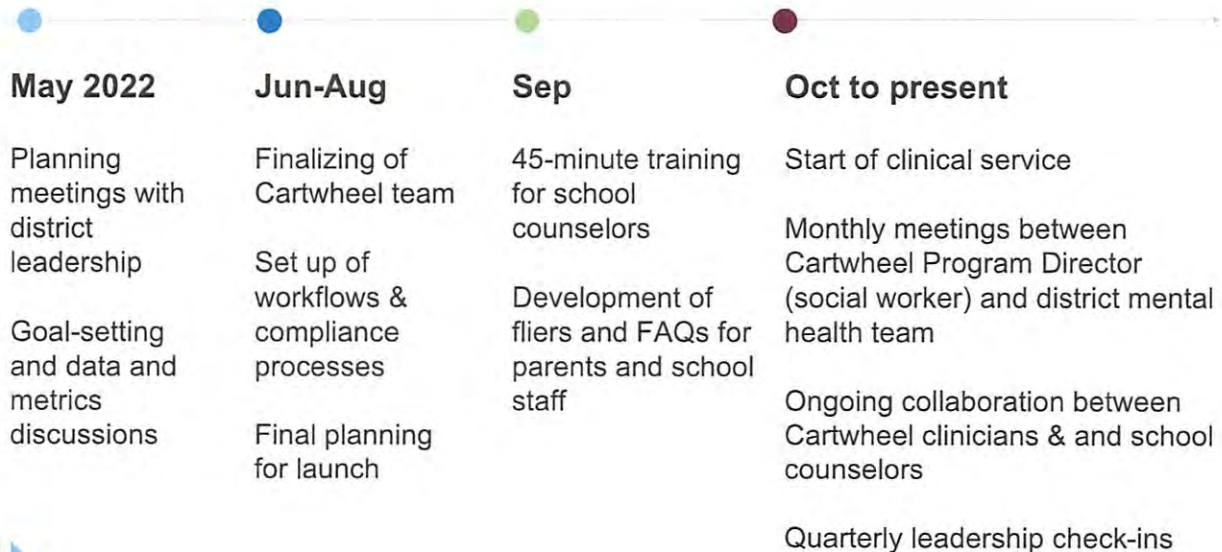 May 2022
Planning
meetings with
district
leadership
Goal-setting
and data and
metrics
discussions
Jun-Aug
Finalizing of
Cartwheel team
Set up of
workflows &
compliance
processes
Final planning
for launch
Sep
45-minute training
for school
counselors
Development of
fliers and FAQs for
parents and school
staff
Oct to present
Start of clinical service
Monthly meetings between
Cartwheel Program Director
(social worker) and district mental
health team
Ongoing collaboration between
Cartwheel clinicians & and school
counselors
Quarterly leadership check-ins